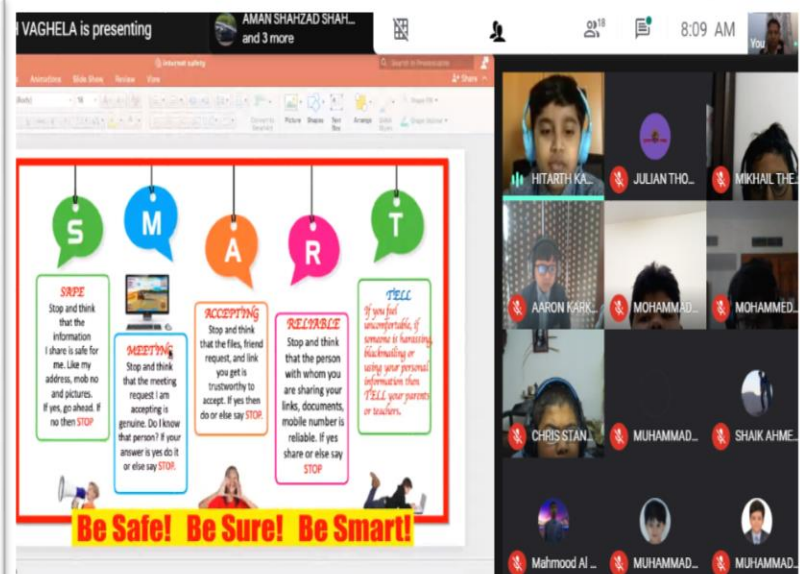 VAGHELA is presenting
AMAN SHAHZAD SHAH...
and 3 more
18
8:09 AM
You
internet safety
Animations Slide Show Review View
Share
Picture Shapes Text Box Arrange
S
M
A
R
T
SAFE
Stop and think
that the
information
I share is safe for
me. Like my
address, mob no
and pictures.
If yes, go ahead. If
no then STOP
MEETING
Stop and think
that the meeting
request I am
accepting is
genuine. Do I know
that person? If your
answer is yes do it
or else say STOP.
ACCEPTING
Stop and think
that the files, friend
request, and link
you get is
trustworthy to
accept. If yes then
do or else say STOP.
RELIABLE
Stop and think
that the person
with whom you
are sharing your
links, documents,
mobile number is
reliable. If yes
share or else say
STOP
TELL
If you feel
uncomfortable, if
someone is harassing,
blackmailing or
using your personal
information then
TELL your parents
or teachers.
Be Safe! Be Sure! Be Smart!
HITARTH KA...
JULIAN THO...
MIKHAIL THE...
AARON KARK...
MOHAMMAD...
MOHAMMED...
CHRIS STAN...
MUHAMMAD...
SHAIK AHME...
Mahmood Al ...
MUHAMMAD...
MUHAMMAD...